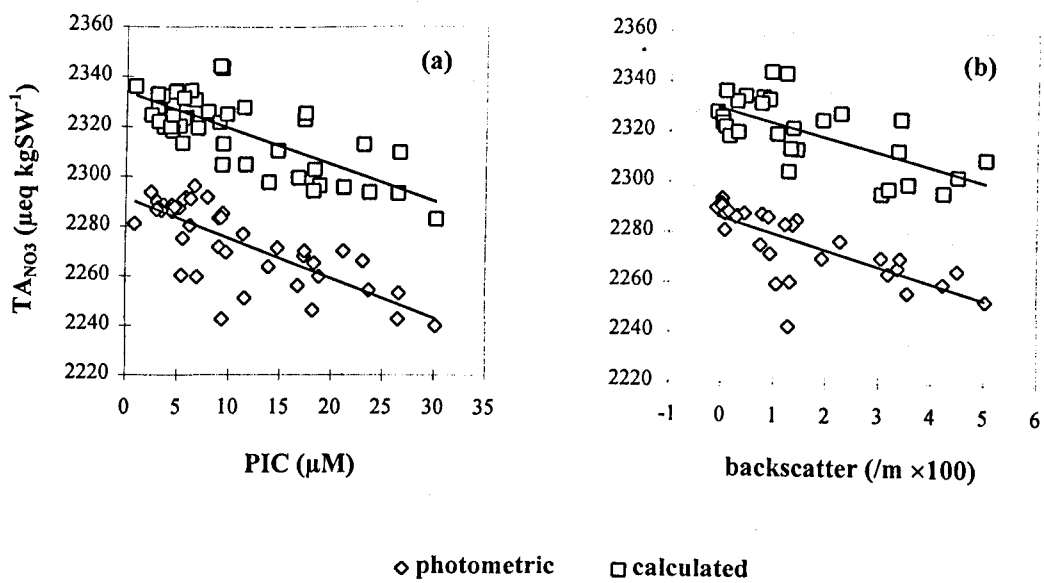 (a)
(b)
TA_NO3 (µeq kgSW⁻¹)
2360
2340
2320
2300
2280
2260
2240
2220
0 5 10 15 20 25 30 35
PIC (µM)
2360
2340
2320
2300
2280
2260
2240
2220
-1 0 1 2 3 4 5 6
backscatter (/m ×100)
photometric calculated